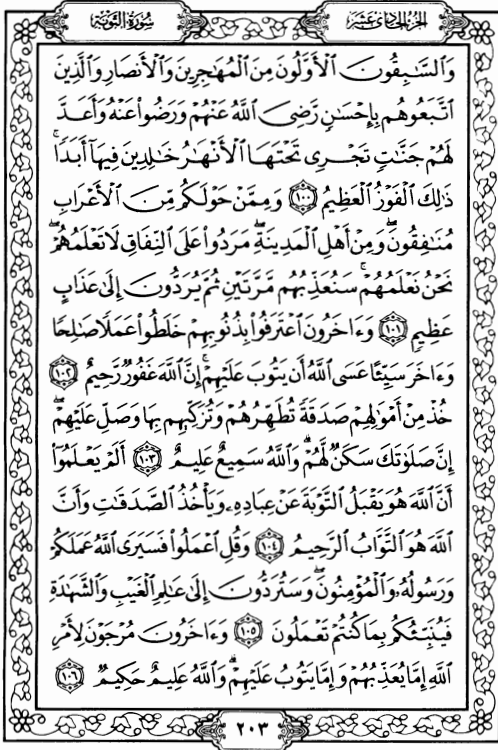 سُورَةُ التَّوْبَةِ
الجزء الحادي عشر
وَٱلسَّٰبِقُونَ ٱلْأَوَّلُونَ مِنَ ٱلْمُهَٰجِرِينَ وَٱلْأَنصَارِ وَٱلَّذِينَ
ٱتَّبَعُوهُم بِإِحْسَٰنٍ رَّضِىَ ٱللَّهُ عَنْهُمْ وَرَضُوا۟ عَنْهُ وَأَعَدَّ
لَهُمْ جَنَّٰتٍ تَجْرِى تَحْتَهَا ٱلْأَنْهَٰرُ خَٰلِدِينَ فِيهَآ أَبَدًا ۚ
ذَٰلِكَ ٱلْفَوْزُ ٱلْعَظِيمُ ١٠٠ وَمِمَّنْ حَوْلَكُم مِّنَ ٱلْأَعْرَابِ
مُنَٰفِقُونَ ۖ وَمِنْ أَهْلِ ٱلْمَدِينَةِ ۖ مَرَدُوا۟ عَلَى ٱلنِّفَاقِ لَا تَعْلَمُهُمْ ۖ
نَحْنُ نَعْلَمُهُمْ ۚ سَنُعَذِّبُهُم مَّرَّتَيْنِ ثُمَّ يُرَدُّونَ إِلَىٰ عَذَابٍ
عَظِيمٍ ١٠١ وَءَاخَرُونَ ٱعْتَرَفُوا۟ بِذُنُوبِهِمْ خَلَطُوا۟ عَمَلًا صَٰلِحًا
وَءَاخَرَ سَيِّئًا عَسَى ٱللَّهُ أَن يَتُوبَ عَلَيْهِمْ ۚ إِنَّ ٱللَّهَ غَفُورٌ رَّحِيمٌ ١٠٢
خُذْ مِنْ أَمْوَٰلِهِمْ صَدَقَةً تُطَهِّرُهُمْ وَتُزَكِّيهِم بِهَا وَصَلِّ عَلَيْهِمْ ۖ
إِنَّ صَلَوٰتَكَ سَكَنٌ لَّهُمْ ۗ وَٱللَّهُ سَمِيعٌ عَلِيمٌ ١٠٣ أَلَمْ يَعْلَمُوٓا۟
أَنَّ ٱللَّهَ هُوَ يَقْبَلُ ٱلتَّوْبَةَ عَنْ عِبَادِهِۦ وَيَأْخُذُ ٱلصَّدَقَٰتِ وَأَنَّ
ٱللَّهَ هُوَ ٱلتَّوَّابُ ٱلرَّحِيمُ ١٠٤ وَقُلِ ٱعْمَلُوا۟ فَسَيَرَى ٱللَّهُ عَمَلَكُمْ
وَرَسُولُهُۥ وَٱلْمُؤْمِنُونَ ۖ وَسَتُرَدُّونَ إِلَىٰ عَٰلِمِ ٱلْغَيْبِ وَٱلشَّهَٰدَةِ
فَيُنَبِّئُكُم بِمَا كُنتُمْ تَعْمَلُونَ ١٠٥ وَءَاخَرُونَ مُرْجَوْنَ لِأَمْرِ
ٱللَّهِ إِمَّا يُعَذِّبُهُمْ وَإِمَّا يَتُوبُ عَلَيْهِمْ ۗ وَٱللَّهُ عَلِيمٌ حَكِيمٌ ١٠٦
٢٠٣